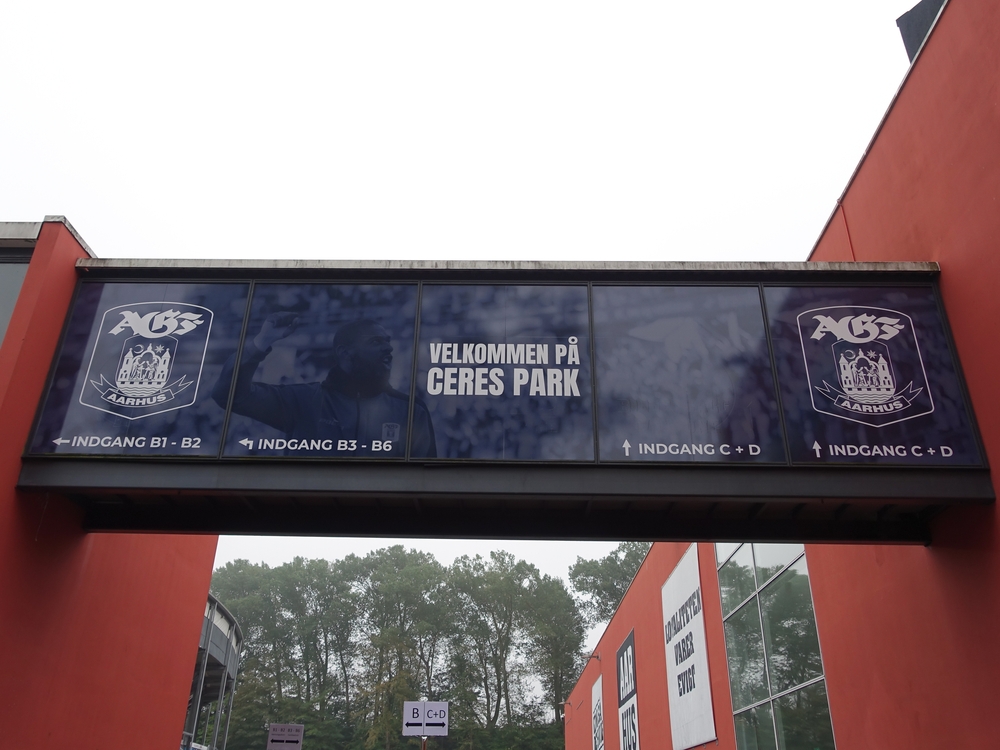 AGF
AARHUS
VELKOMMEN PÅ
CERES PARK
AGF
AARHUS
INDGANG B1 - B2
INDGANG B3 - B6
INDGANG C + D
INDGANG C + D
LOYALITETEN
VARER
EVIGT
AAR
HUS
B
C+D